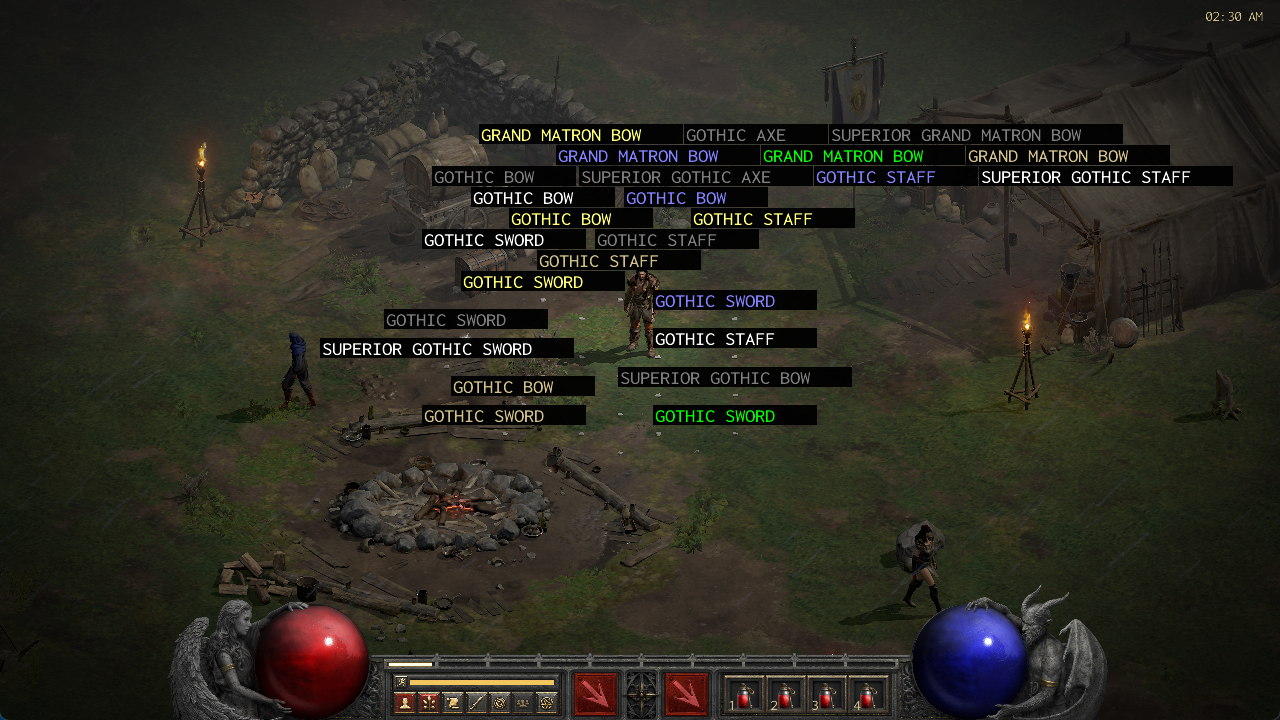 02:30 AM
GRAND MATRON BOW GOTHIC AXE SUPERIOR GRAND MATRON BOW
GRAND MATRON BOW GRAND MATRON BOW GRAND MATRON BOW
GOTHIC BOW SUPERIOR GOTHIC AXE GOTHIC STAFF SUPERIOR GOTHIC STAFF
GOTHIC BOW GOTHIC BOW
GOTHIC BOW GOTHIC STAFF
GOTHIC SWORD GOTHIC STAFF
GOTHIC STAFF
GOTHIC SWORD
GOTHIC SWORD
GOTHIC SWORD
GOTHIC STAFF
SUPERIOR GOTHIC SWORD
SUPERIOR GOTHIC BOW
GOTHIC BOW
GOTHIC SWORD GOTHIC SWORD
1 2 3 4